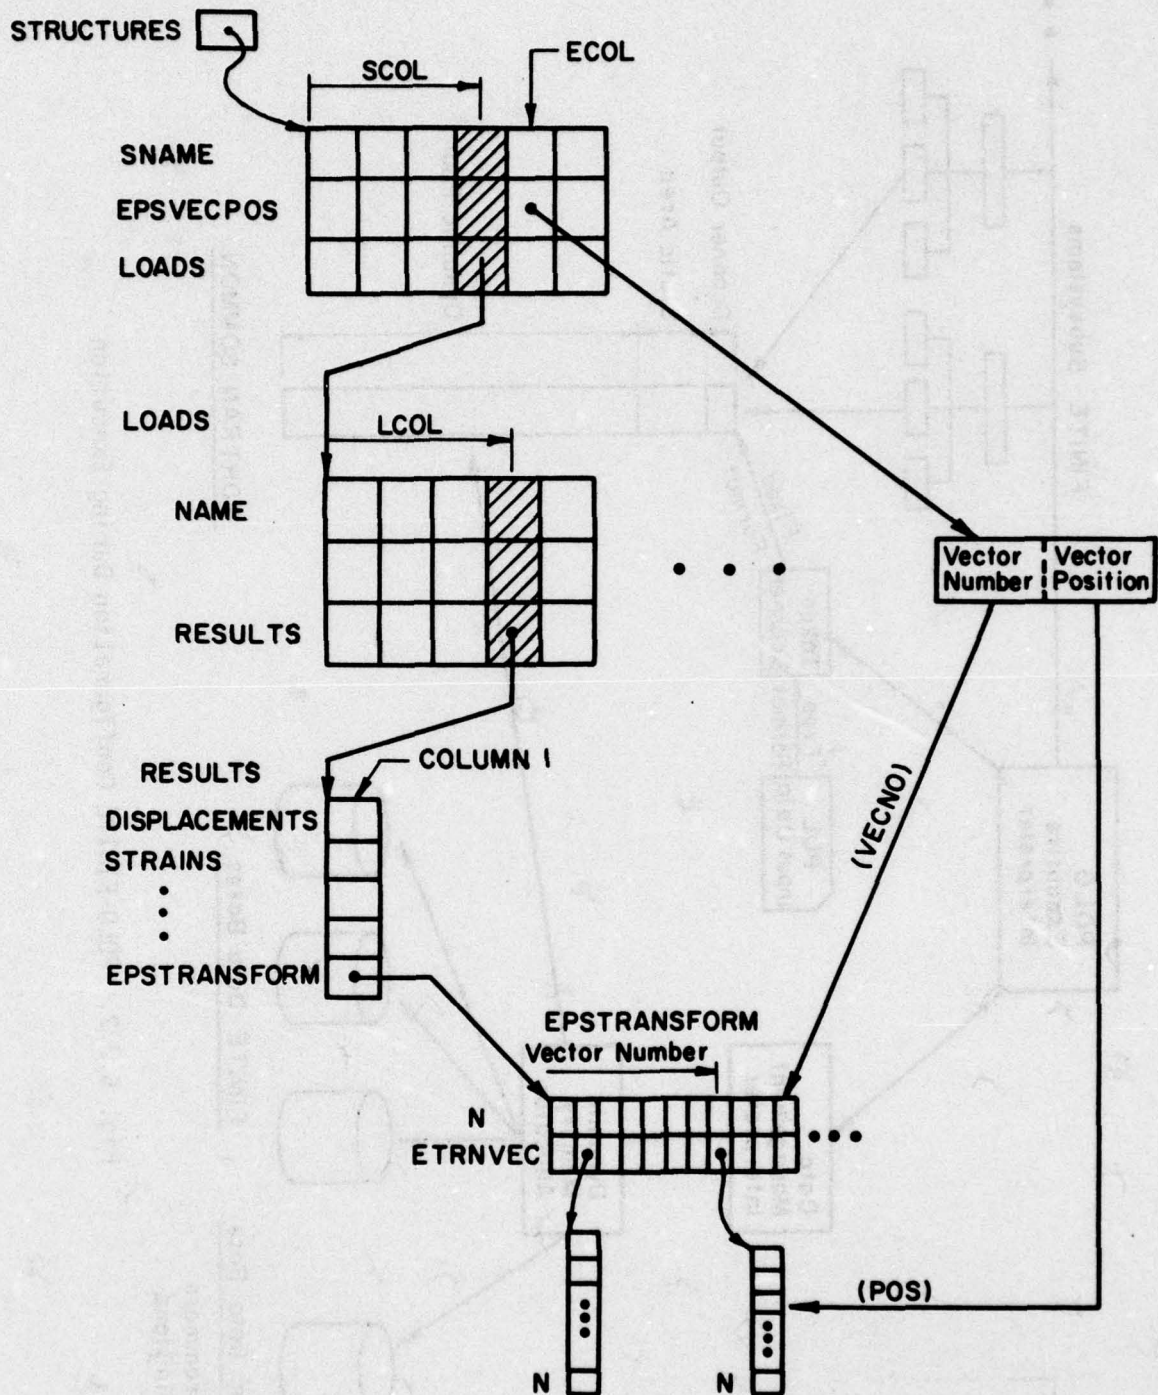 STRUCTURES
SCOL
ECOL
SNAME
EPSVECPOS
LOADS
LOADS
LCOL
NAME
RESULTS
Vector Number
Vector Position
RESULTS
COLUMN 1
DISPLACEMENTS
STRAINS
EPSTRANSFORM
(VECNO)
EPSTRANSFORM
Vector Number
N
ETRNVEC
(POS)
N
N